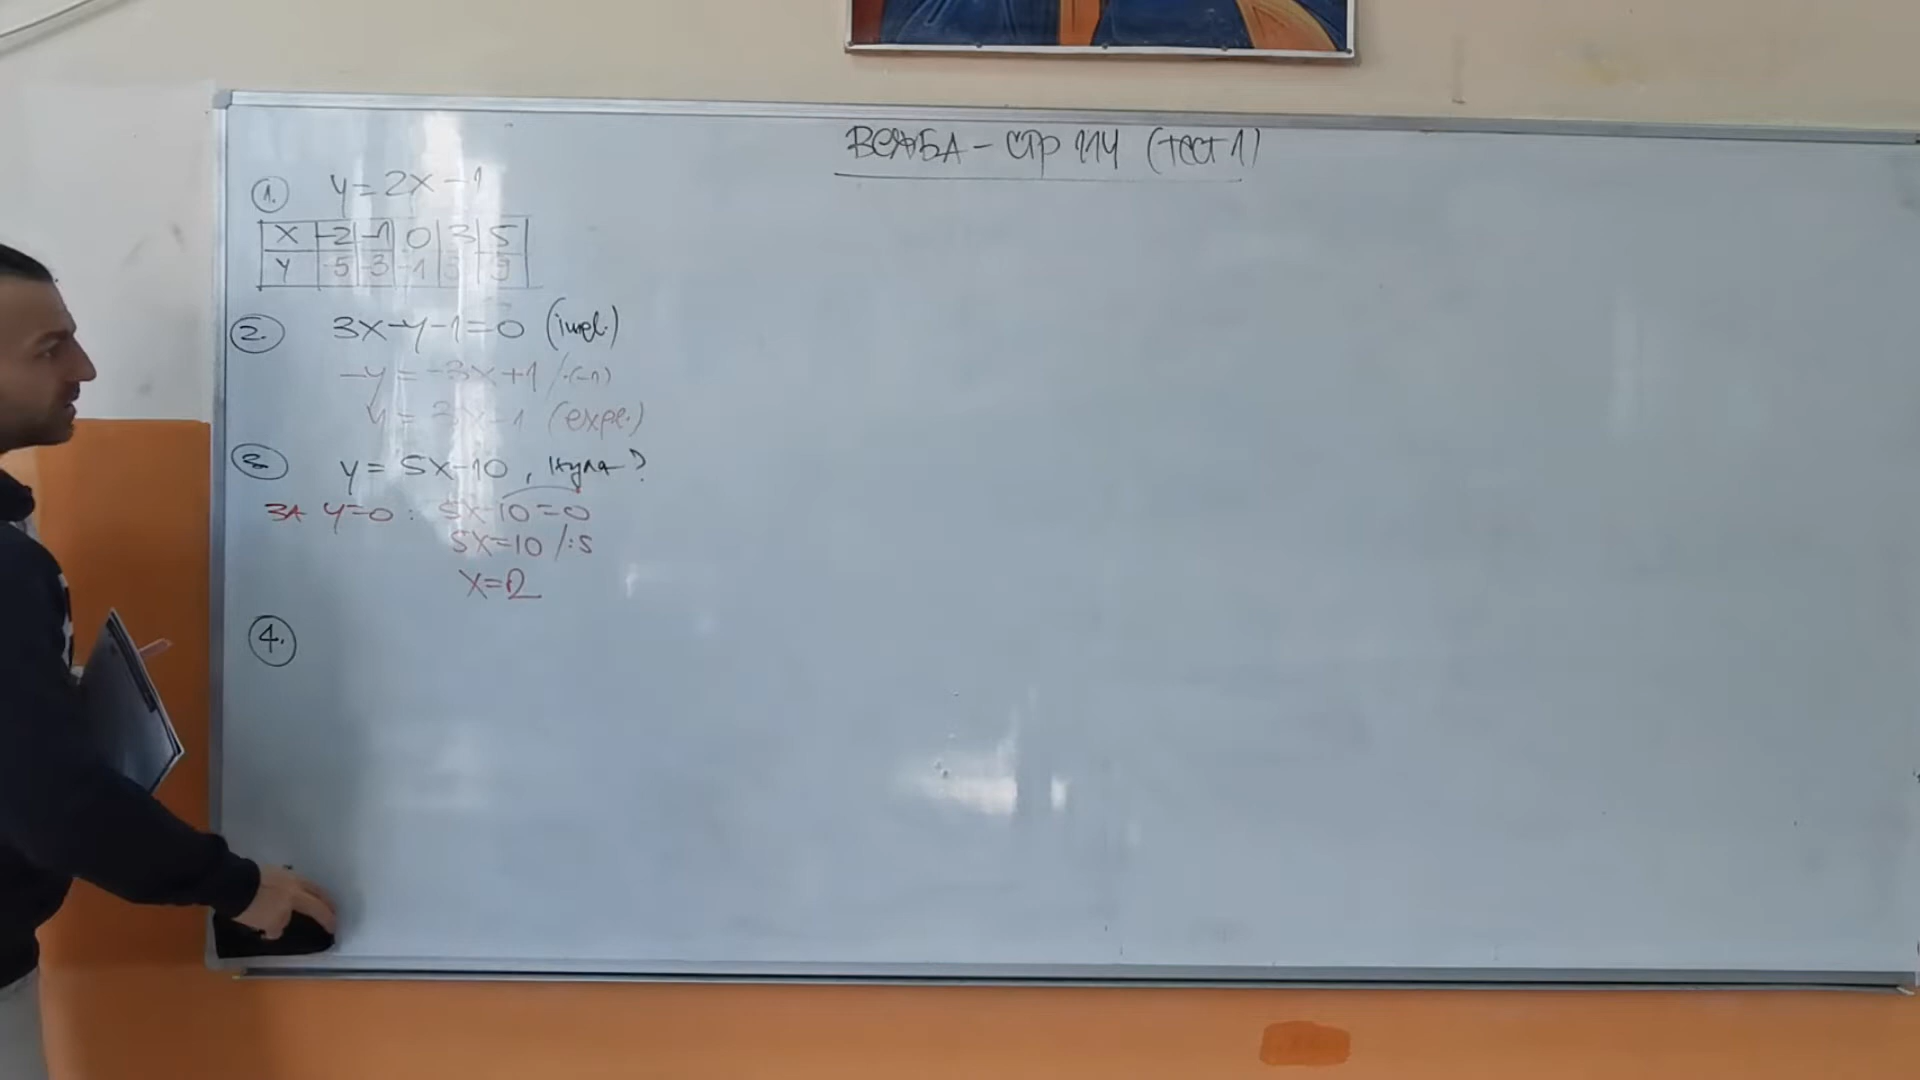 ВЕЖБА - СТР 114 (ТЕСТ 1)
1. y = 2x - 1
x -2 -1 0 3 5
y -5 -3 -1 5 9
2. 3x - y - 1 = 0 (impl.)
-y = -3x + 1 / ·(-1)
y = 3x - 1 (expl.)
3. y = 5x - 10, нула?
ЗА y = 0 : 5x - 10 = 0
5x = 10 / :5
x = 2
4.